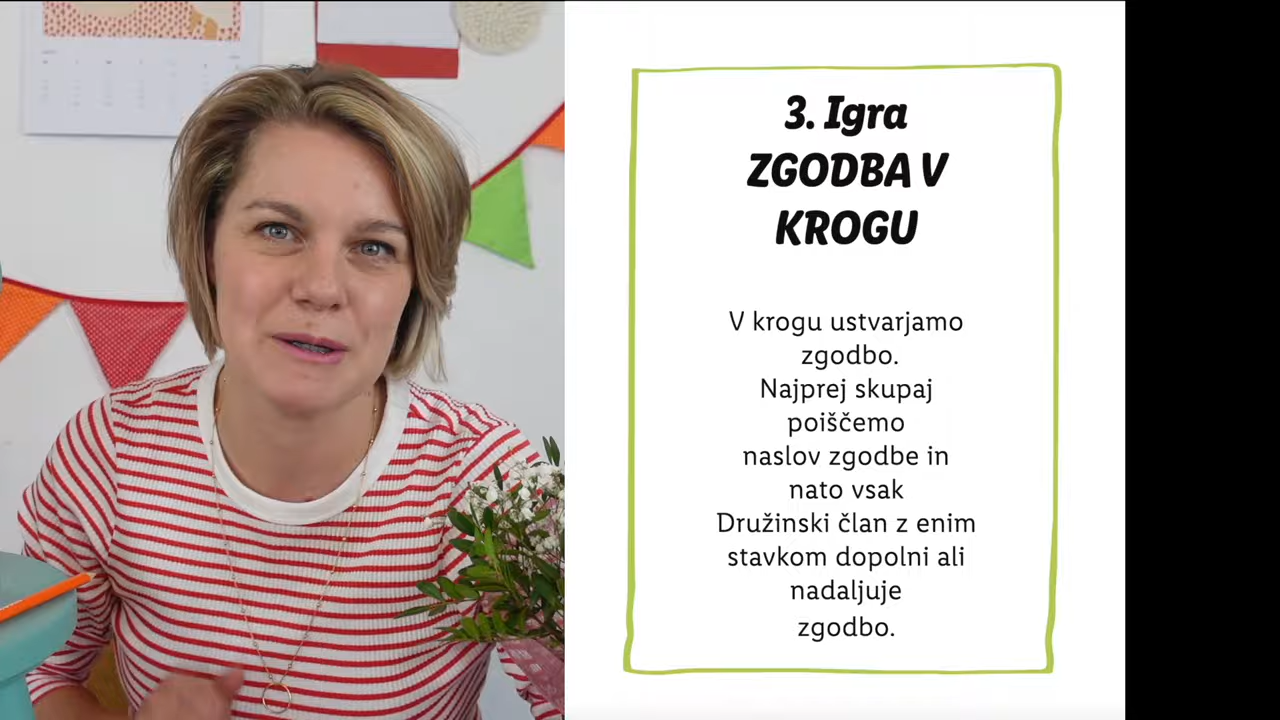 3. Igra
ZGODBA V
KROGU
V krogu ustvarjamo
zgodbo.
Najprej skupaj
poiščemo
naslov zgodbe in
nato vsak
Družinski član z enim
stavkom dopolni ali
nadaljuje
zgodbo.